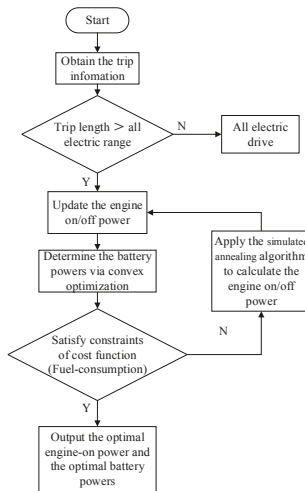 Start
Obtain the trip
infomation
Trip length > all
electric range
N
All electric
drive
Y
Update the engine
on/off power
Determine the battery
powers via convex
optimization
Apply the simulated
annealing algorithm
to calculate the
engine on/off
power
Satisfy constraints
of cost function
(Fuel-consumption)
N
Y
Output the optimal
engine-on power and
the optimal battery
powers